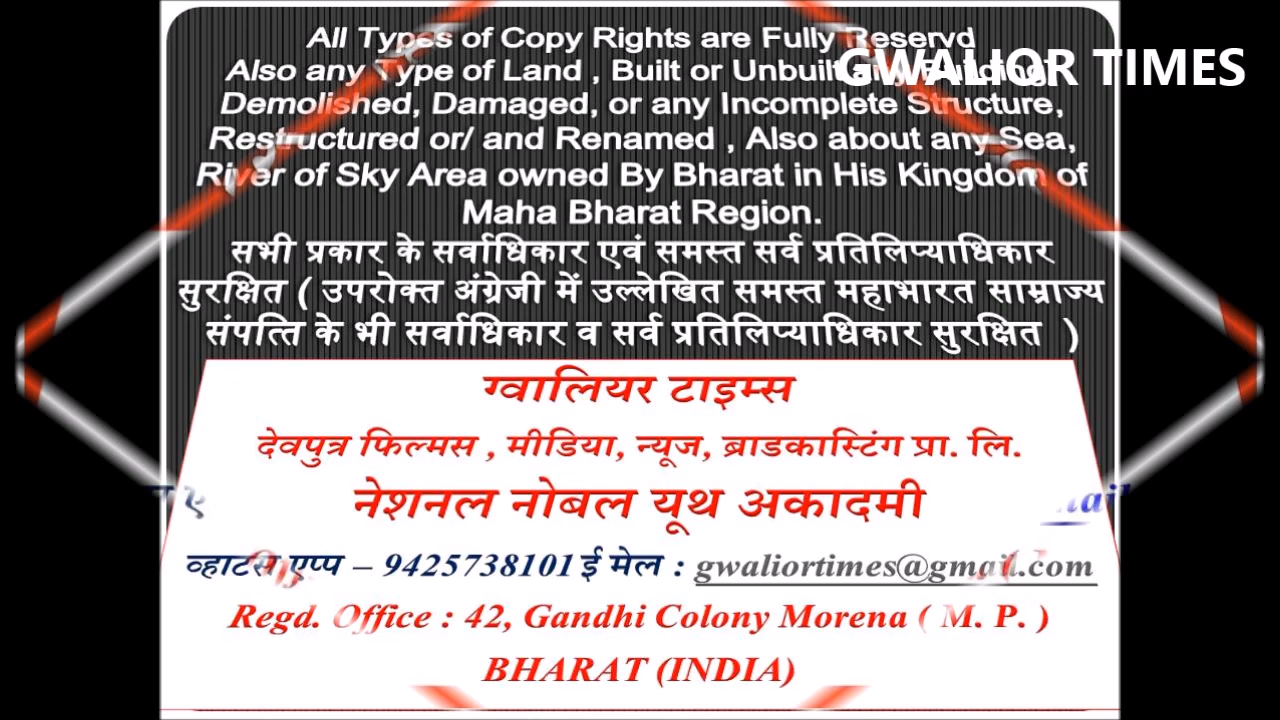 All Types of Copy Rights are Fully Reservd
GWALIOR TIMES
Also any Type of Land , Built or Unbuilt
Demolished, Damaged, or any Incomplete Structure,
Restructured or/ and Renamed , Also about any Sea,
River of Sky Area owned By Bharat in His Kingdom of
Maha Bharat Region.
सभी प्रकार के सर्वाधिकार एवं समस्त सर्व प्रतिलिप्याधिकार
सुरक्षित ( उपरोक्त अंग्रेजी में उल्लेखित समस्त महाभारत साम्राज्य
संपत्ति के भी सर्वाधिकार व सर्व प्रतिलिप्याधिकार सुरक्षित )
ग्वालियर टाइम्स
देवपुत्र फिल्मस , मीडिया, न्यूज, ब्राडकास्टिंग प्रा. लि.
नेशनल नोबल यूथ अकादमी
व्हाटस एप्प – 9425738101 ई मेल : gwaliortimes@gmail.com
Regd. Office : 42, Gandhi Colony Morena ( M. P. )
BHARAT (INDIA)